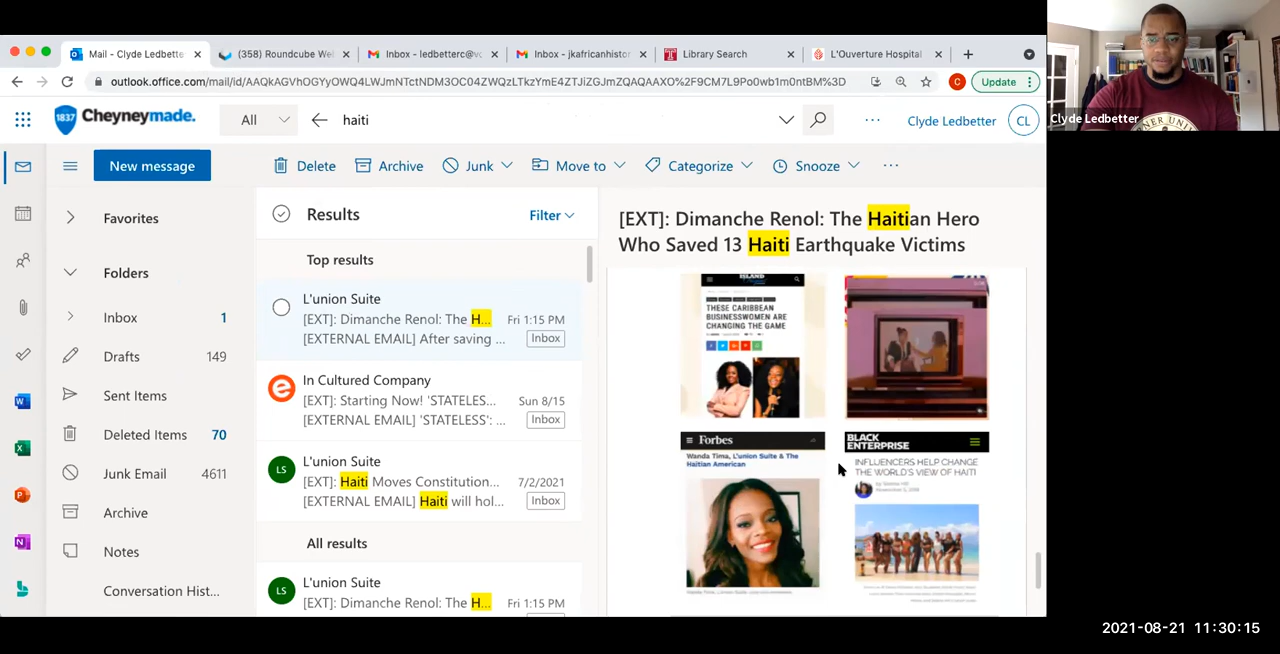 Mail - Clyde Ledbette
(358) Roundcube We
Inbox - ledbetterc@vc
Inbox - jkafricanhistor
Library Search
L'Ouverture Hospital
outlook.office.com/mail/id/AAQkAGVhOGYyOWQ4LWJmNTctNDM3OC04ZWQzLTkzYmE4ZTJiZGJmZQAQAAXO%2F9CM7L9Po0wb1m0ntBM%3D
C
Update
1837
Cheyneymade.
All
haiti
Clyde Ledbetter
CL
Clyde Ledbetter
New message
Delete
Archive
Junk
Move to
Categorize
Snooze
Favorites
Folders
Inbox 1
Drafts 149
Sent Items
Deleted Items 70
Junk Email 4611
Archive
Notes
Conversation Hist...
Results
Filter
Top results
L'union Suite
[EXT]: Dimanche Renol: The H... Fri 1:15 PM
[EXTERNAL EMAIL] After saving ... Inbox
In Cultured Company
[EXT]: Starting Now! 'STATELES... Sun 8/15
[EXTERNAL EMAIL] 'STATELESS': ... Inbox
LS
L'union Suite
[EXT]: Haiti Moves Constitution... 7/2/2021
[EXTERNAL EMAIL] Haiti will hol... Inbox
All results
LS
L'union Suite
[EXT]: Dimanche Renol: The H... Fri 1:15 PM
[EXT]: Dimanche Renol: The Haitian Hero
Who Saved 13 Haiti Earthquake Victims
ISLAND
THESE CARIBBEAN
BUSINESSWOMEN ARE
CHANGING THE GAME
Forbes
Wanda Tima, L'union Suite & The
Haitian American
BLACK
ENTERPRISE
INFLUENCERS HELP CHANGE
THE WORLD'S VIEW OF HAITI
2021-08-21 11:30:15